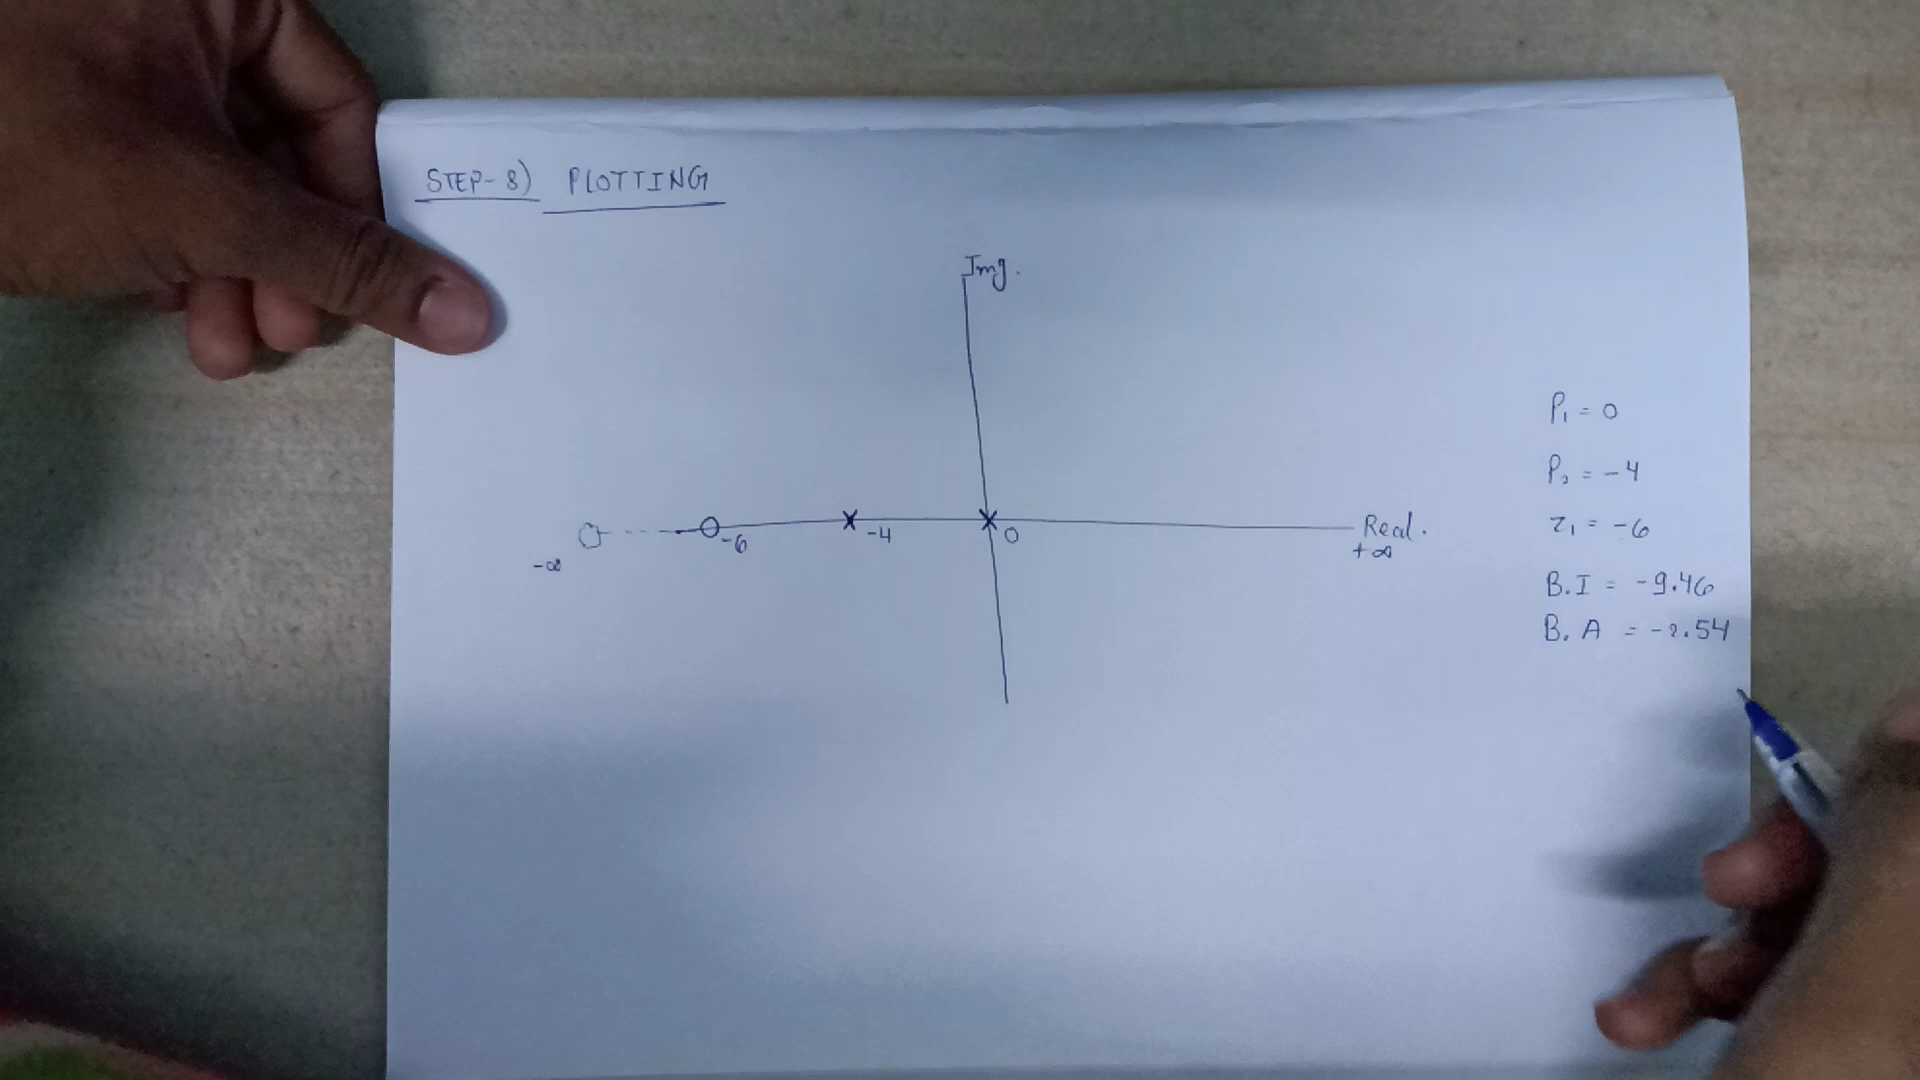 STEP-8) PLOTTING
Img.
-∞
-6
-4
0
Real.
+∞
P₁ = 0
P₂ = -4
z₁ = -6
B.I = -9.46
B.A = -2.54